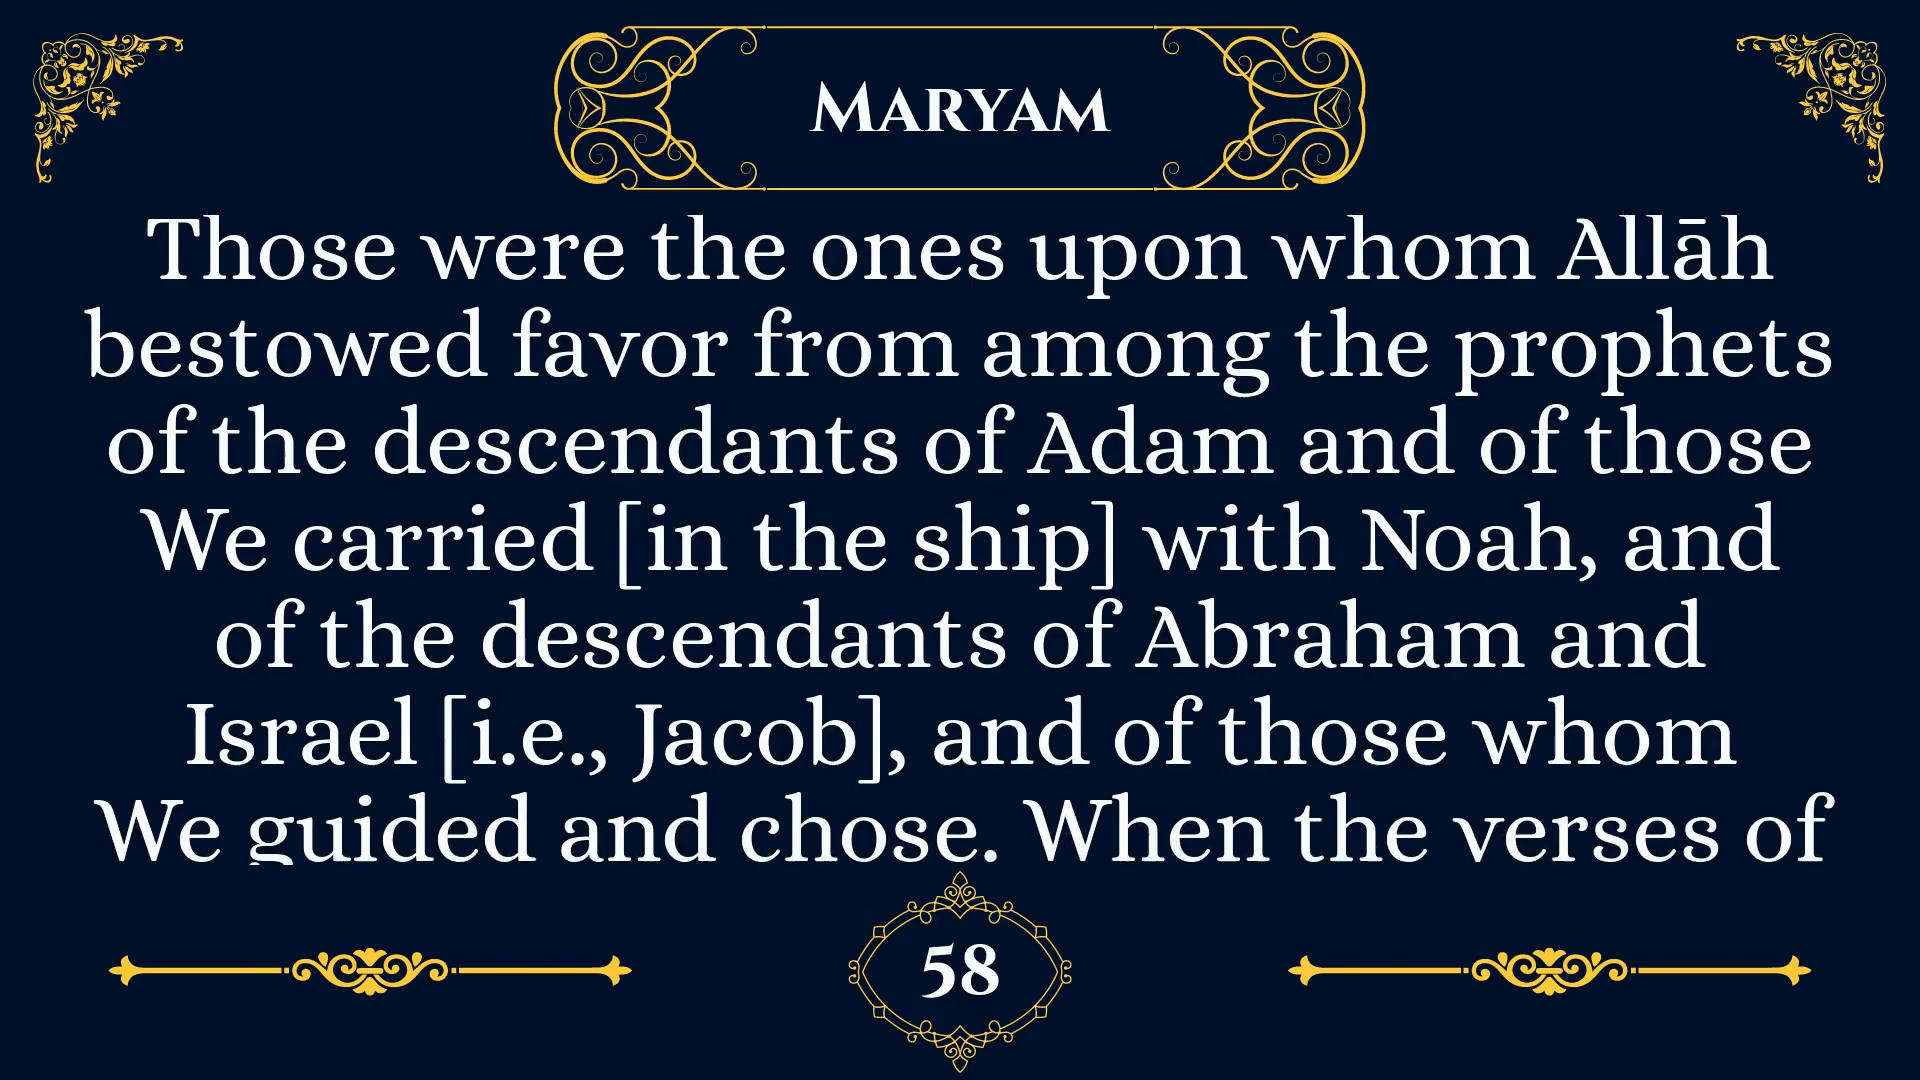 Maryam
Those were the ones upon whom Allāh
bestowed favor from among the prophets
of the descendants of Adam and of those
We carried [in the ship] with Noah, and
of the descendants of Abraham and
Israel [i.e., Jacob], and of those whom
We guided and chose. When the verses of
58